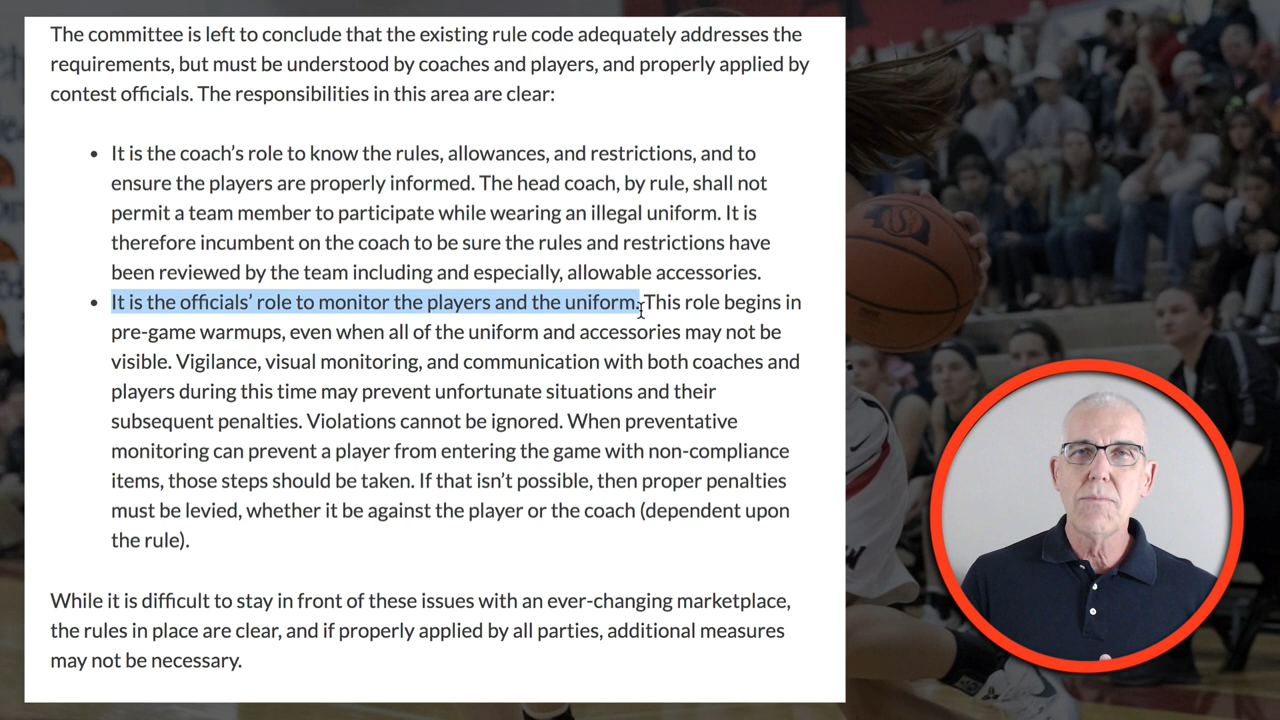 The committee is left to conclude that the existing rule code adequately addresses the
requirements, but must be understood by coaches and players, and properly applied by
contest officials. The responsibilities in this area are clear:
• It is the coach’s role to know the rules, allowances, and restrictions, and to
ensure the players are properly informed. The head coach, by rule, shall not
permit a team member to participate while wearing an illegal uniform. It is
therefore incumbent on the coach to be sure the rules and restrictions have
been reviewed by the team including and especially, allowable accessories.
• It is the officials’ role to monitor the players and the uniform. This role begins in
pre-game warmups, even when all of the uniform and accessories may not be
visible. Vigilance, visual monitoring, and communication with both coaches and
players during this time may prevent unfortunate situations and their
subsequent penalties. Violations cannot be ignored. When preventative
monitoring can prevent a player from entering the game with non-compliance
items, those steps should be taken. If that isn’t possible, then proper penalties
must be levied, whether it be against the player or the coach (dependent upon
the rule).
While it is difficult to stay in front of these issues with an ever-changing marketplace,
the rules in place are clear, and if properly applied by all parties, additional measures
may not be necessary.